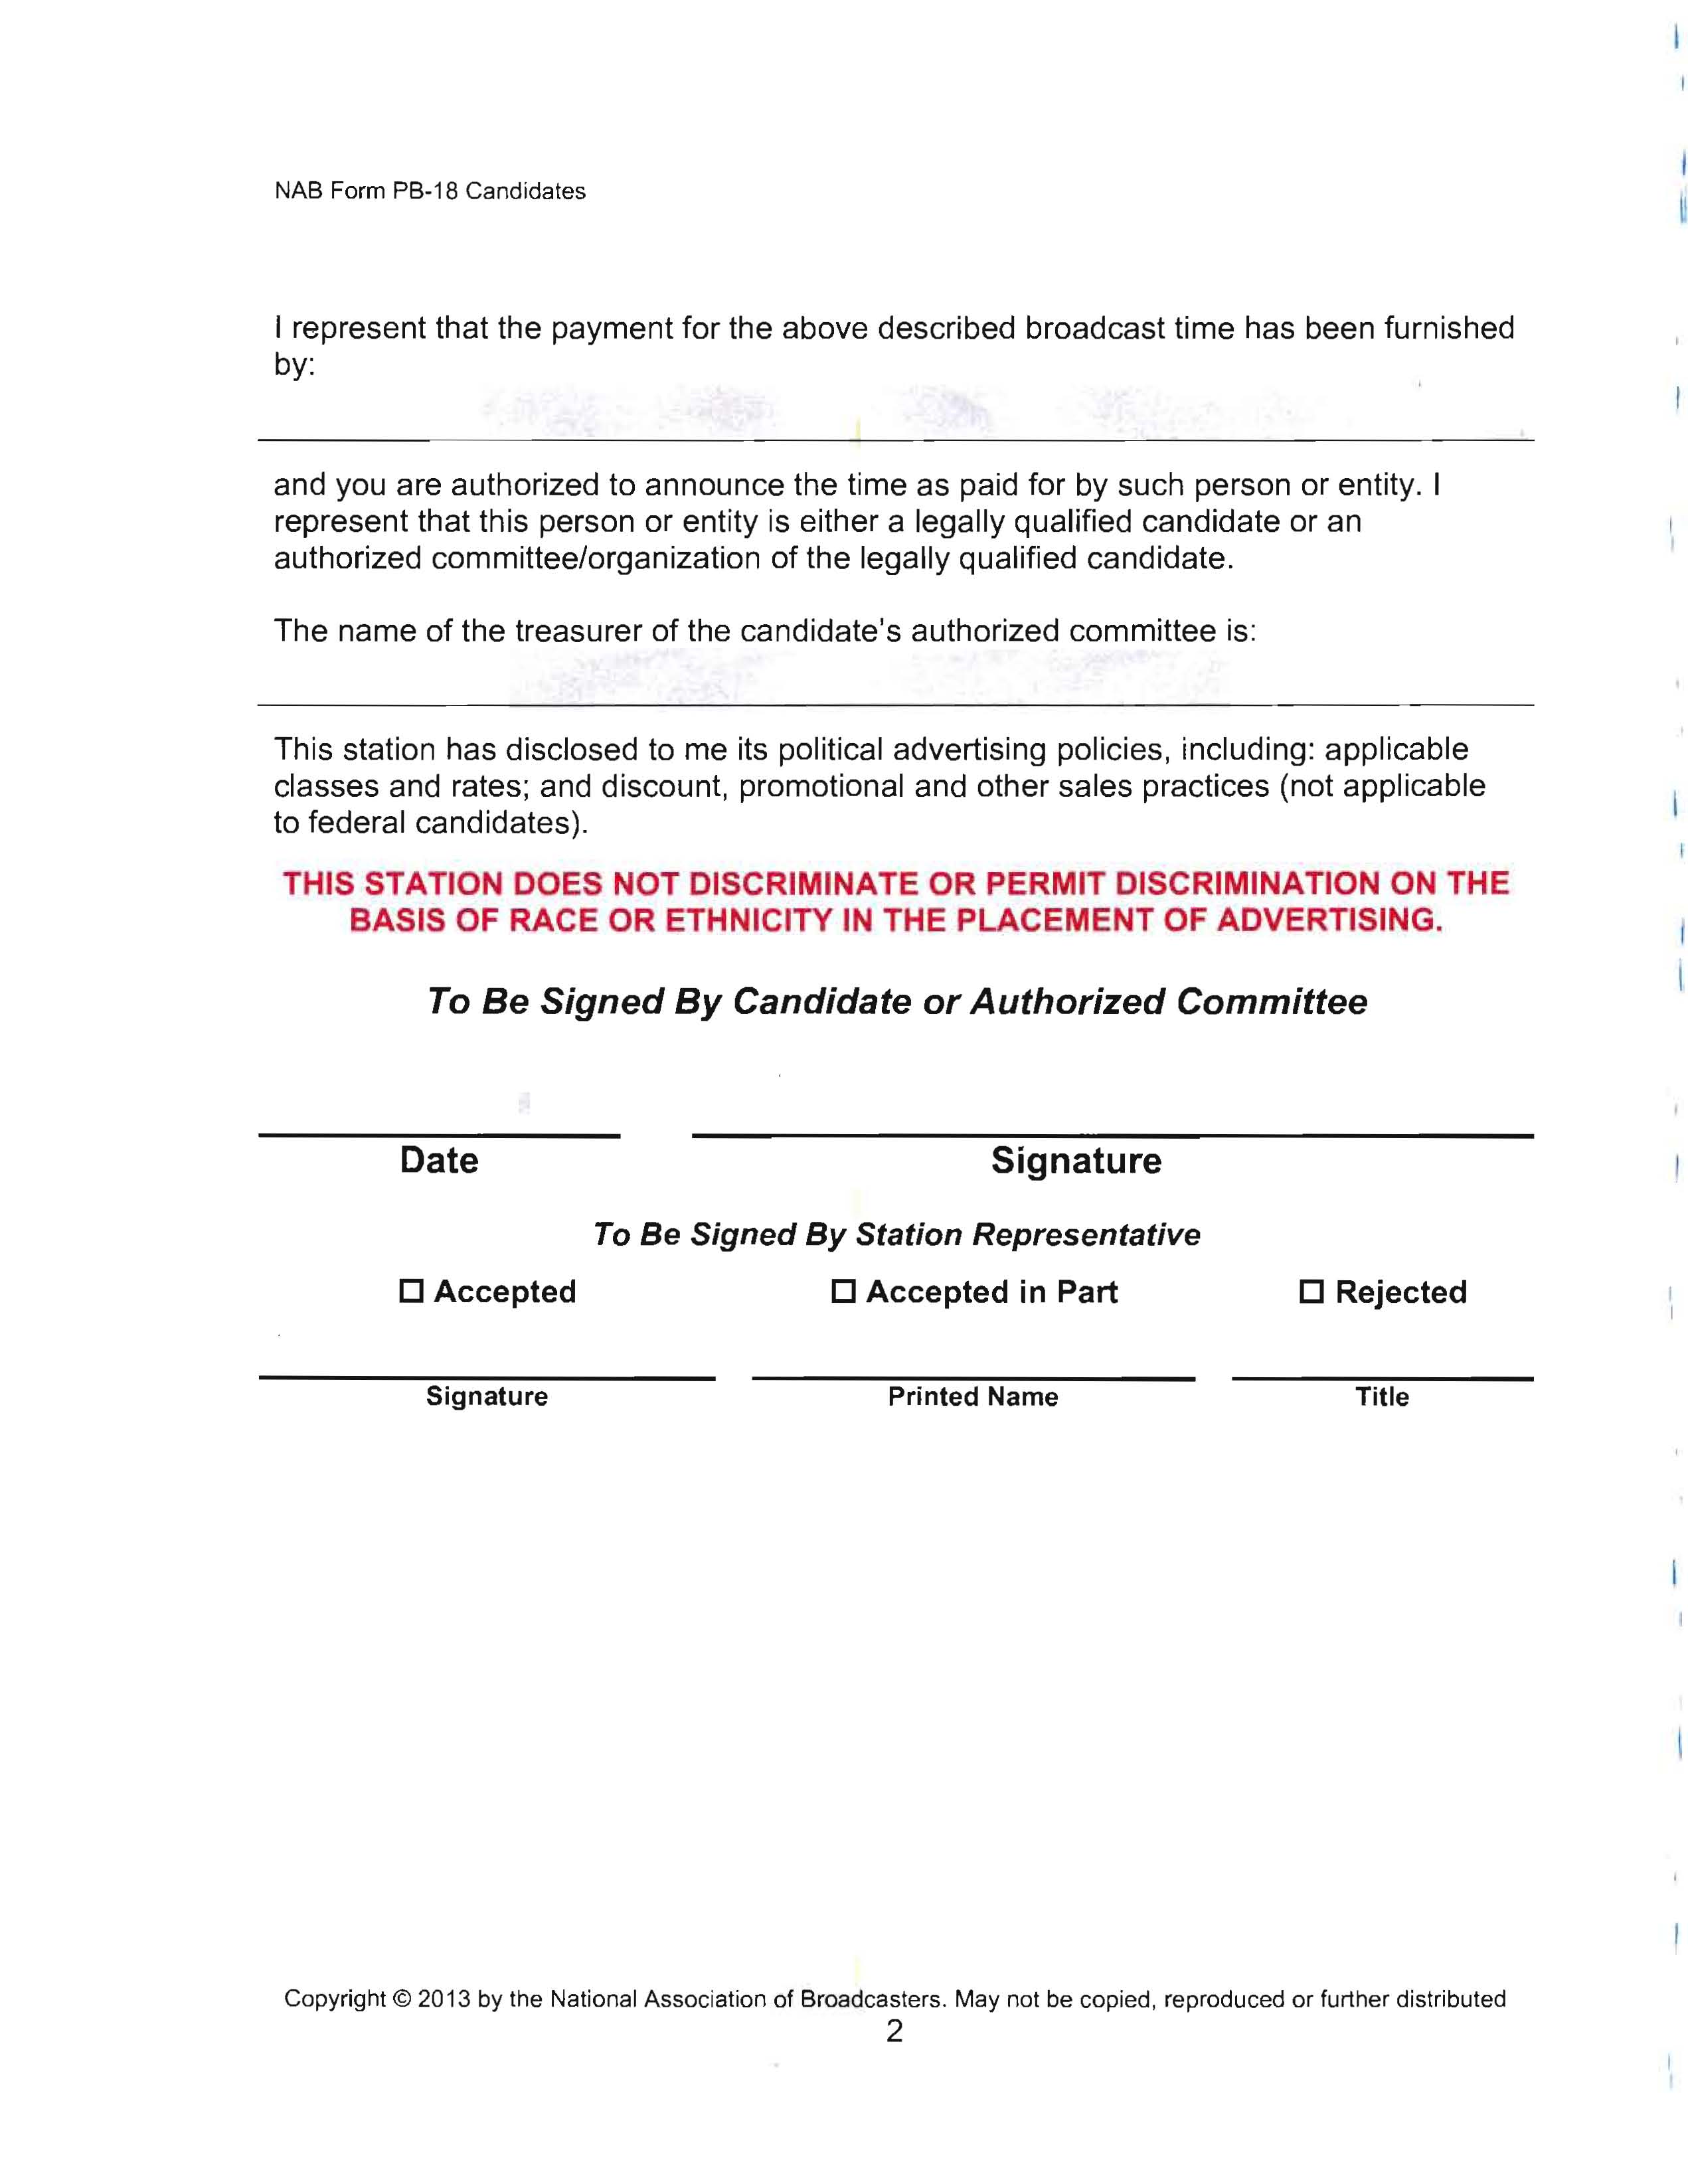 NAB Form PB-18 Candidates
I represent that the payment for the above described broadcast time has been furnished
by:
and you are authorized to announce the time as paid for by such person or entity. I
represent that this person or entity is either a legally qualified candidate or an
authorized committee/organization of the legally qualified candidate.
The name of the treasurer of the candidate's authorized committee is:
This station has disclosed to me its political advertising policies, including: applicable
classes and rates; and discount, promotional and other sales practices (not applicable
to federal candidates).
THIS STATION DOES NOT DISCRIMINATE OR PERMIT DISCRIMINATION ON THE
BASIS OF RACE OR ETHNICITY IN THE PLACEMENT OF ADVERTISING.
To Be Signed By Candidate or Authorized Committee
Date Signature
To Be Signed By Station Representative
☐ Accepted ☐ Accepted in Part ☐ Rejected
Signature Printed Name Title
Copyright © 2013 by the National Association of Broadcasters. May not be copied, reproduced or further distributed
2